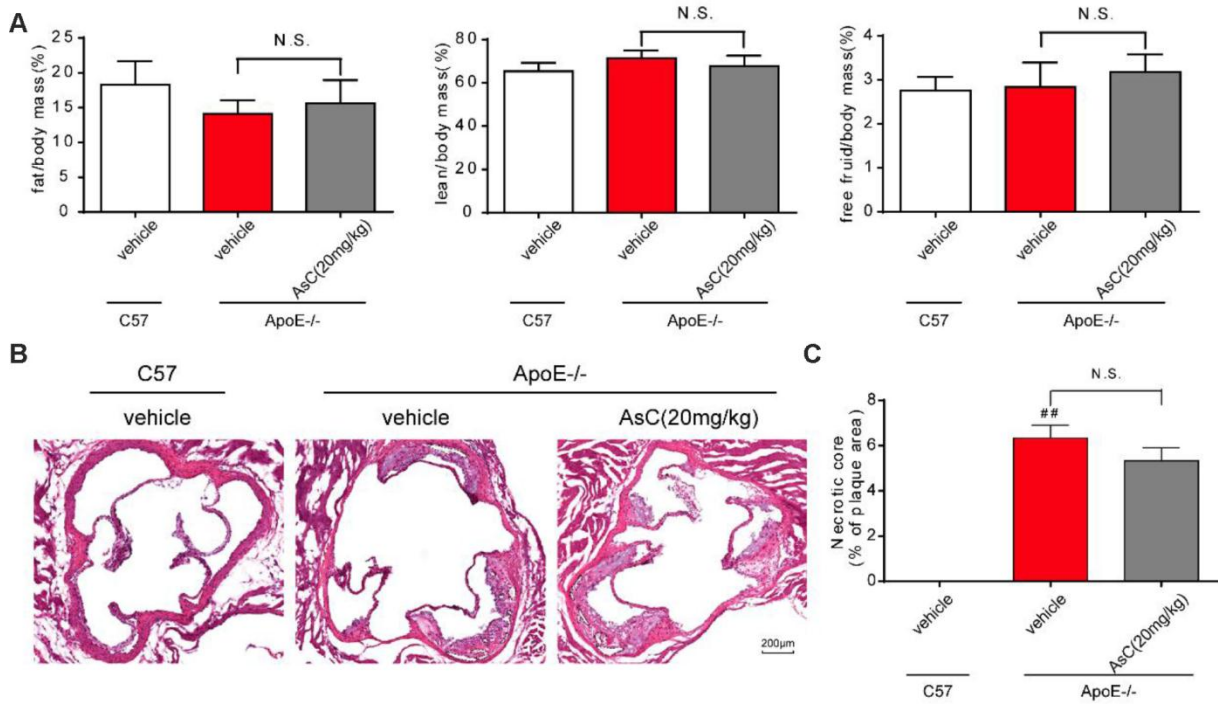 A
fat/body mass(%)
25
20
15
10
5
0
N.S.
vehicle
vehicle
AsC(20mg/kg)
C57
ApoE-/-
lean/body mass(%)
80
60
40
20
0
N.S.
vehicle
vehicle
AsC(20mg/kg)
C57
ApoE-/-
free fruid/body mass(%)
4
3
2
1
0
N.S.
vehicle
vehicle
AsC(20mg/kg)
C57
ApoE-/-
B
C57
ApoE-/-
vehicle
vehicle
AsC(20mg/kg)
200μm
C
Necrotic core
(% of plaque area)
8
6
4
2
0
N.S.
##
vehicle
vehicle
AsC(20mg/kg)
C57
ApoE-/-